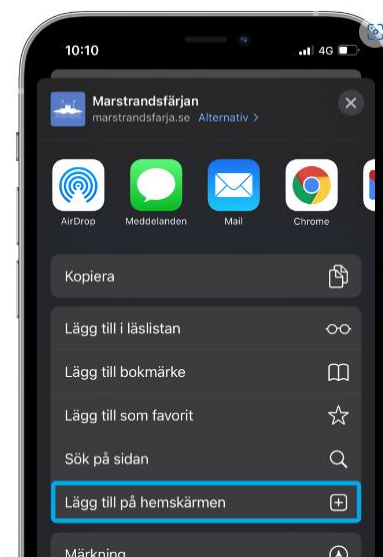 10:10
4G
Marstrandsfärjan
marstrandsfarja.se Alternativ >
AirDrop
Meddelanden
Mail
Chrome
Kopiera
Lägg till i läslistan
Lägg till bokmärke
Lägg till som favorit
Sök på sidan
Lägg till på hemskärmen
Märkning